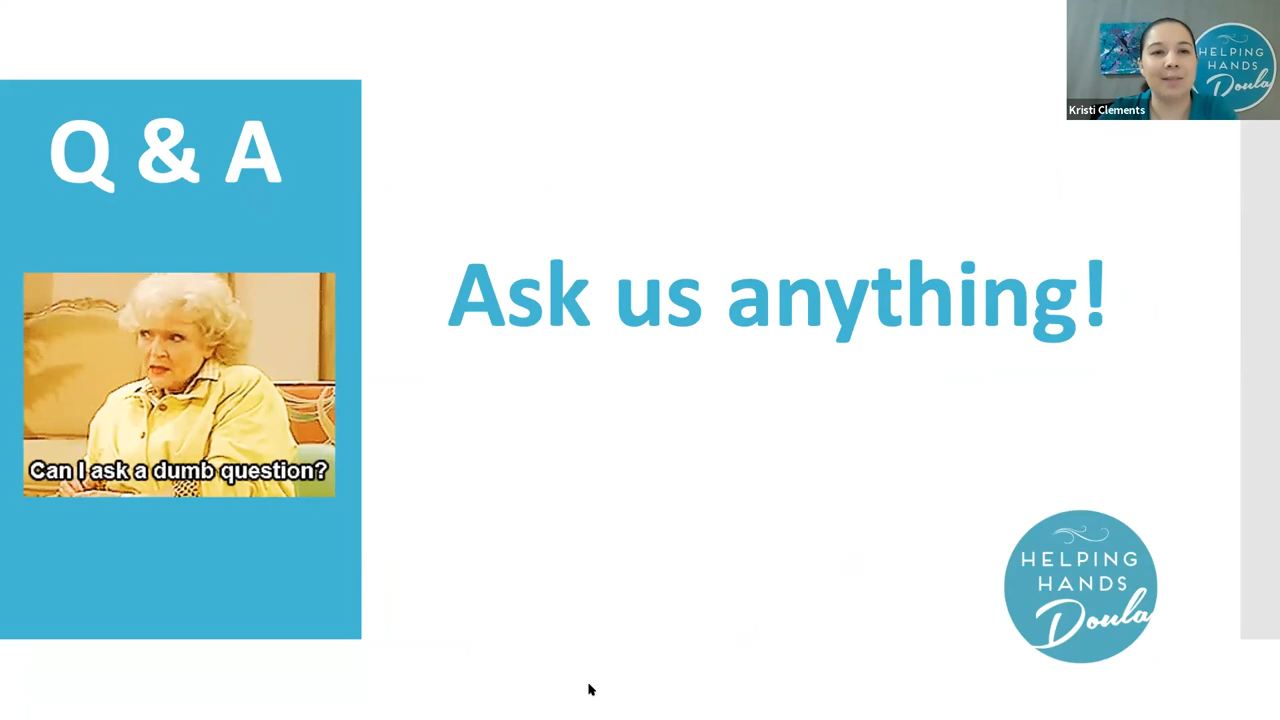 Q & A
Ask us anything!
Can I ask a dumb question?
HELPING
HANDS
Doula
Kristi Clements
HELPING
HANDS
Doula